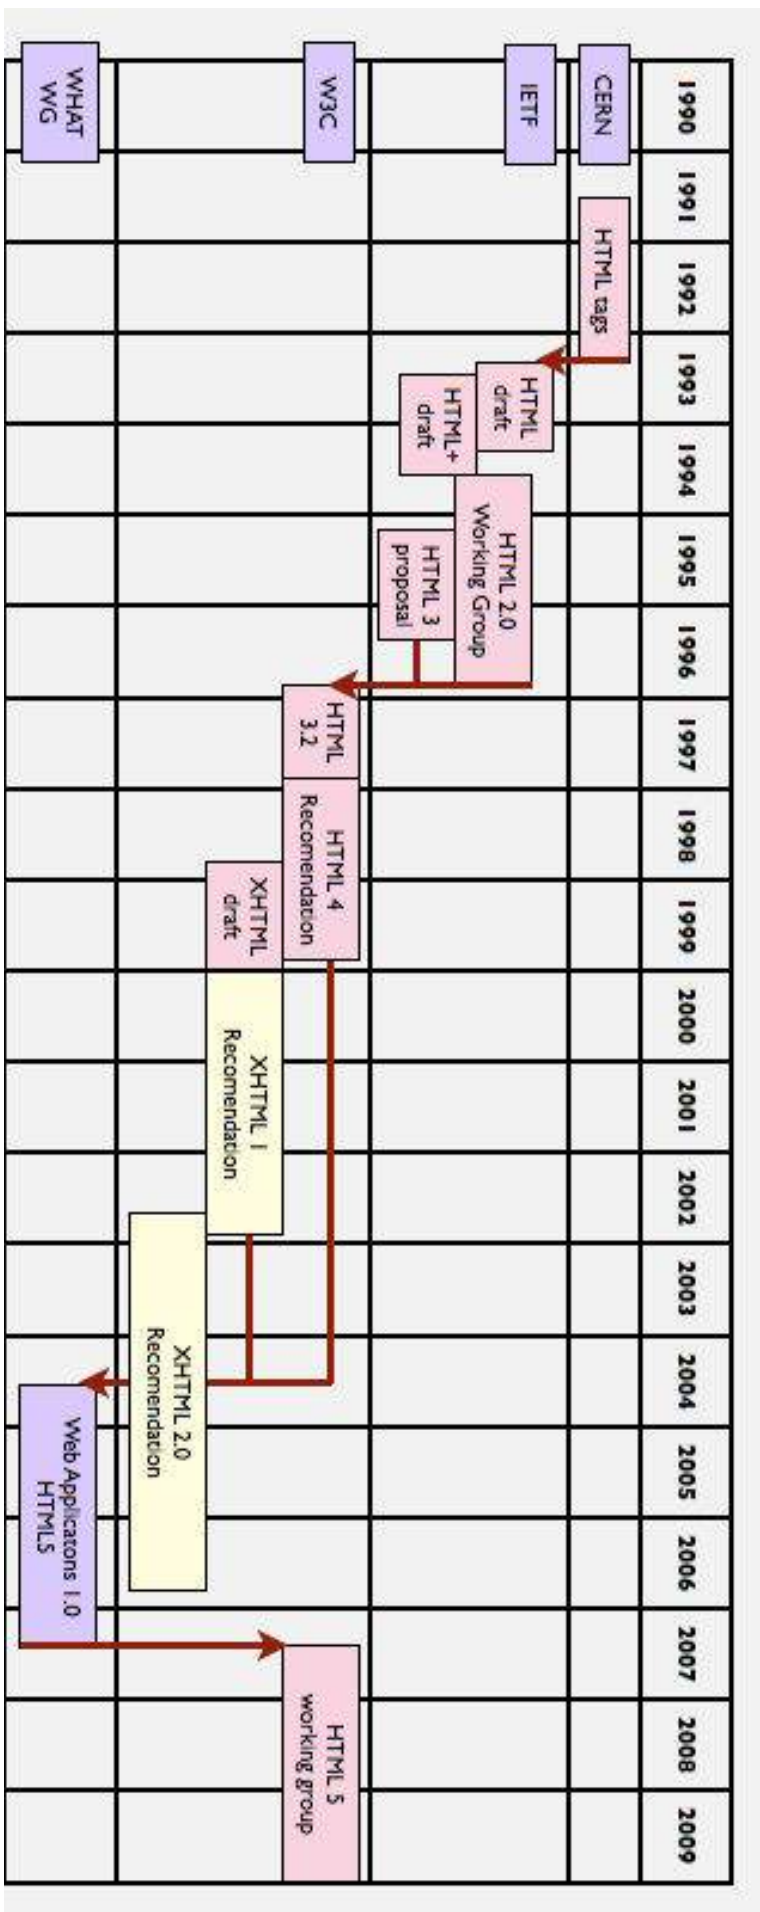 1990
1991
1992
1993
1994
1995
1996
1997
1998
1999
2000
2001
2002
2003
2004
2005
2006
2007
2008
2009
CERN
HTML tags
IETF
HTML
draft
HTML+
draft
HTML 2.0
Working Group
HTML 3
proposal
W3C
HTML
3.2
HTML 4
Recomendation
XHTML
draft
XHTML 1
Recomendation
XHTML 2.0
Recomendation
HTML 5
working group
WHAT
WG
Web Applicatons 1.0
HTML5